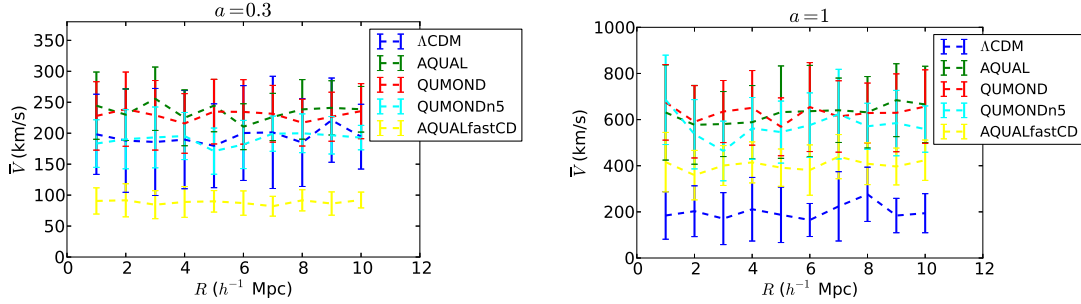 a = 0.3
350
300
250
200
150
100
50
0
V̅ (km/s)
0 2 4 6 8 10 12
R (h⁻¹ Mpc)
ΛCDM
AQUAL
QUMOND
QUMONDn5
AQUALfastCD
a = 1
1000
800
600
400
200
0
V̅ (km/s)
0 2 4 6 8 10 12
R (h⁻¹ Mpc)
ΛCDM
AQUAL
QUMOND
QUMONDn5
AQUALfastCD